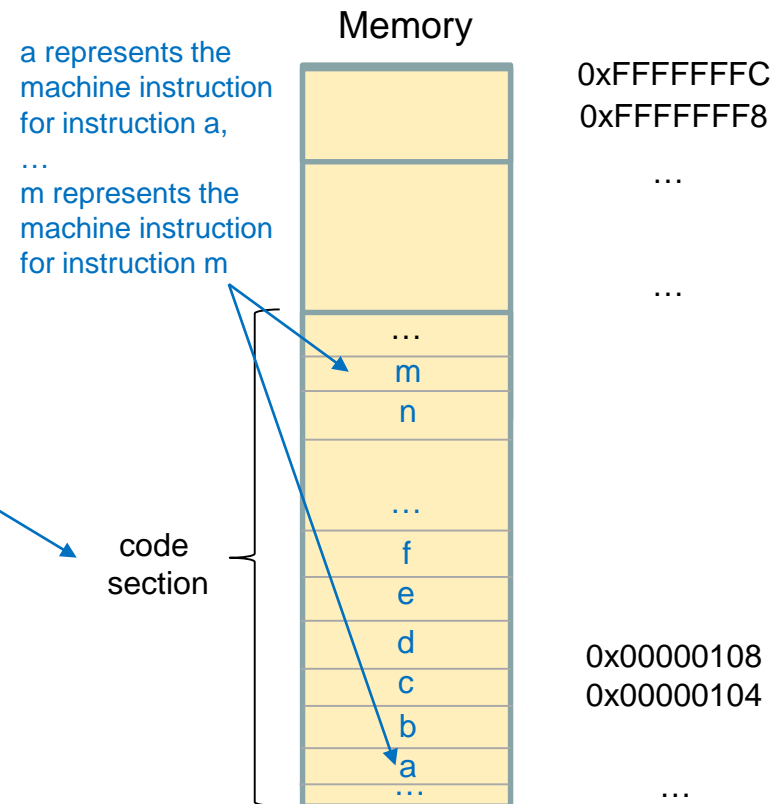 Memory
a represents the
machine instruction
for instruction a,
…
m represents the
machine instruction
for instruction m
0xFFFFFFFC
0xFFFFFFF8
…
…
…
m
n
…
f
e
d
c
b
a
…
code
section
0x00000108
0x00000104
…